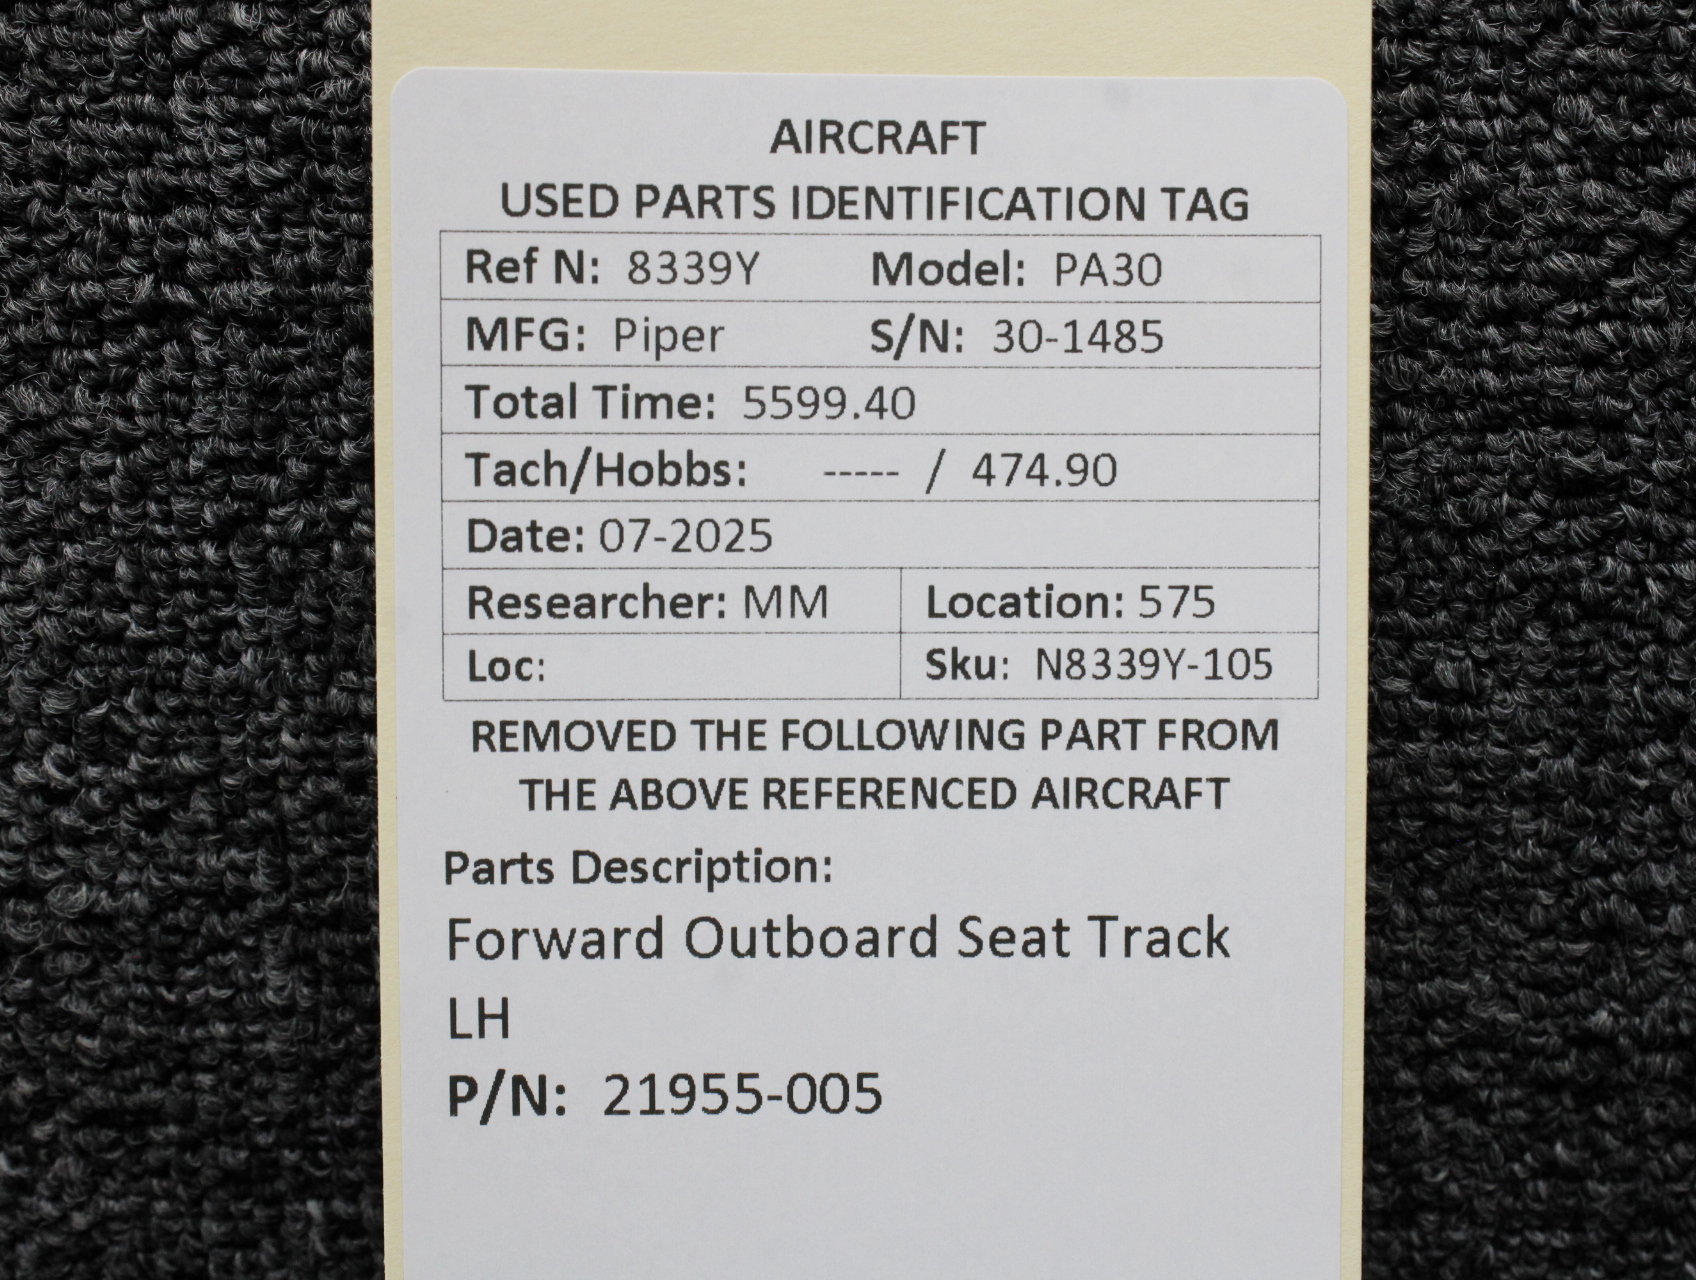 AIRCRAFT
USED PARTS IDENTIFICATION TAG
Ref N: 8339Y Model: PA30
MFG: Piper S/N: 30-1485
Total Time: 5599.40
Tach/Hobbs: ----- / 474.90
Date: 07-2025
Researcher: MM Location: 575
Loc: Sku: N8339Y-105
REMOVED THE FOLLOWING PART FROM
THE ABOVE REFERENCED AIRCRAFT
Parts Description:
Forward Outboard Seat Track
LH
P/N: 21955-005